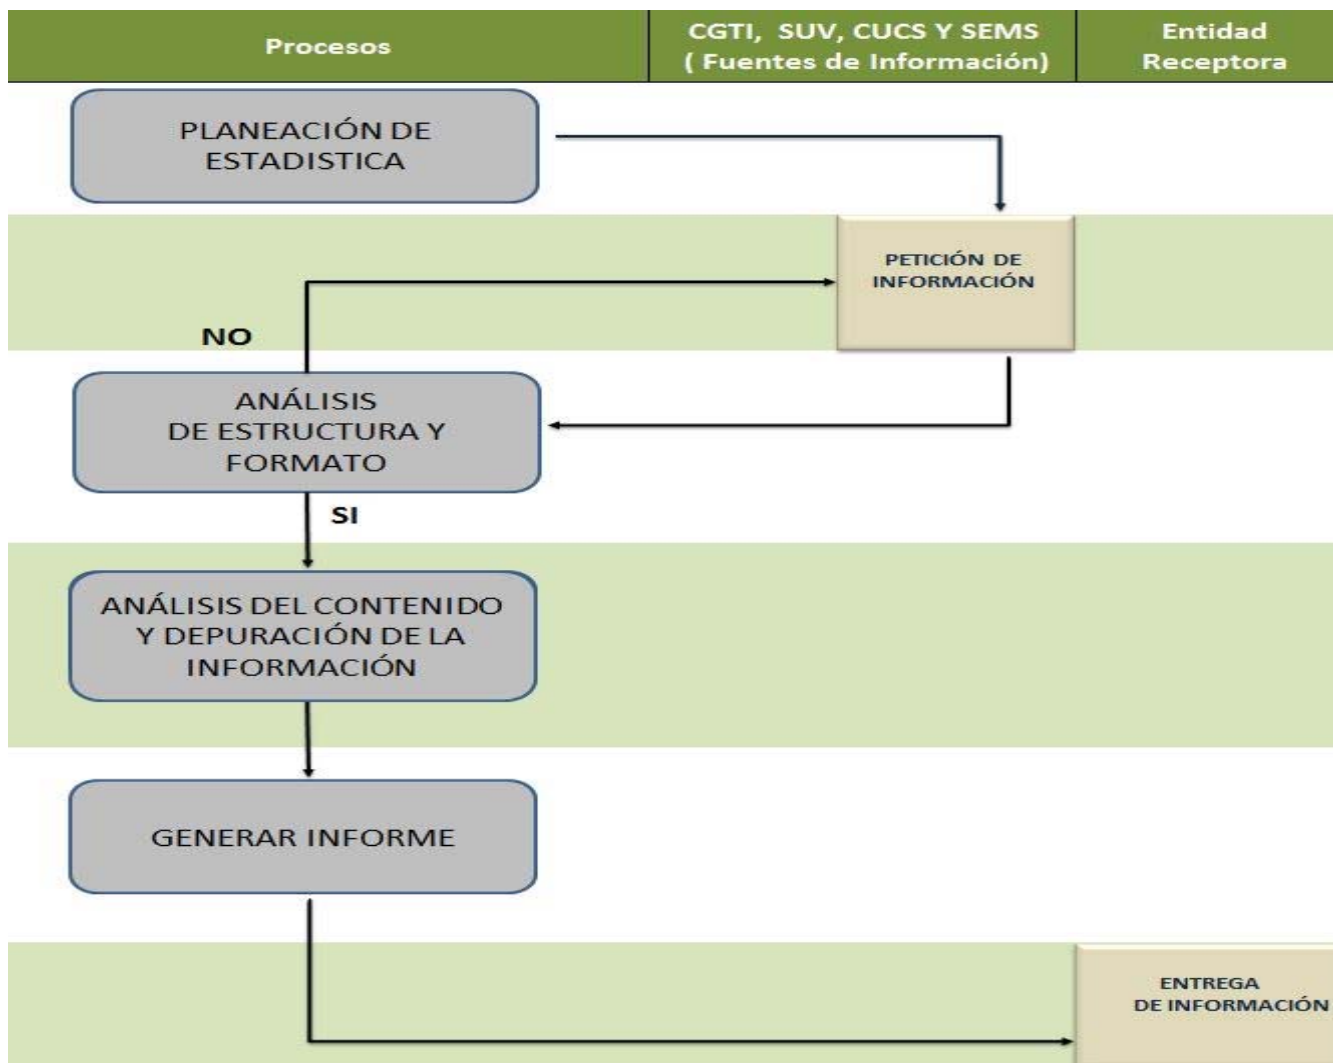 Procesos
CGTI, SUV, CUCS Y SEMS
( Fuentes de Información)
Entidad
Receptora
PLANEACIÓN DE
ESTADISTICA
PETICIÓN DE
INFORMACIÓN
NO
ANÁLISIS
DE ESTRUCTURA Y
FORMATO
SI
ANÁLISIS DEL CONTENIDO
Y DEPURACIÓN DE LA
INFORMACIÓN
GENERAR INFORME
ENTREGA
DE INFORMACIÓN